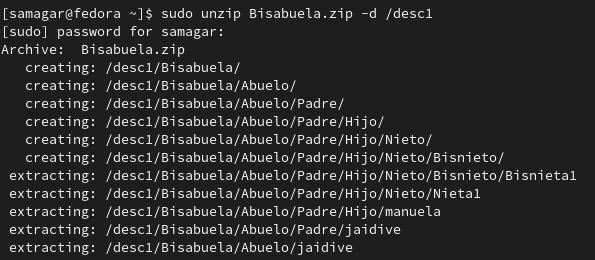 [samagar@fedora ~]$ sudo unzip Bisabuela.zip -d /desc1
[sudo] password for samagar:
Archive:  Bisabuela.zip
   creating: /desc1/Bisabuela/
   creating: /desc1/Bisabuela/Abuelo/
   creating: /desc1/Bisabuela/Abuelo/Padre/
   creating: /desc1/Bisabuela/Abuelo/Padre/Hijo/
   creating: /desc1/Bisabuela/Abuelo/Padre/Hijo/Nieto/
   creating: /desc1/Bisabuela/Abuelo/Padre/Hijo/Nieto/Bisnieto/
 extracting: /desc1/Bisabuela/Abuelo/Padre/Hijo/Nieto/Bisnieto/Bisnieta1
 extracting: /desc1/Bisabuela/Abuelo/Padre/Hijo/Nieto/Nieta1
 extracting: /desc1/Bisabuela/Abuelo/Padre/Hijo/manuela
 extracting: /desc1/Bisabuela/Abuelo/Padre/jaidive
 extracting: /desc1/Bisabuela/Abuelo/jaidive